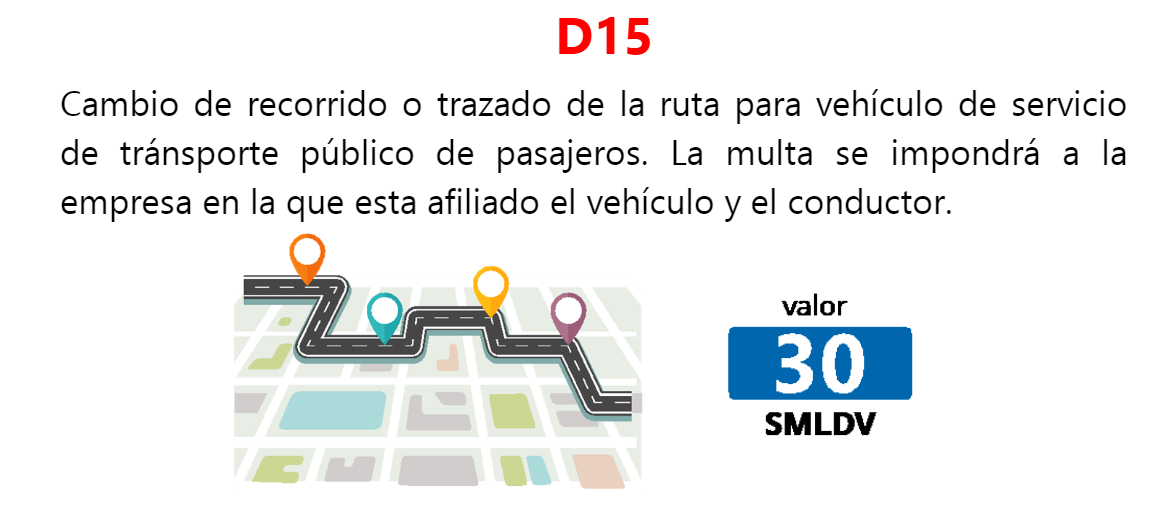 D15
Cambio de recorrido o trazado de la ruta para vehículo de servicio
de tránsporte público de pasajeros. La multa se impondrá a la
empresa en la que esta afiliado el vehículo y el conductor.
valor
30
SMLDV